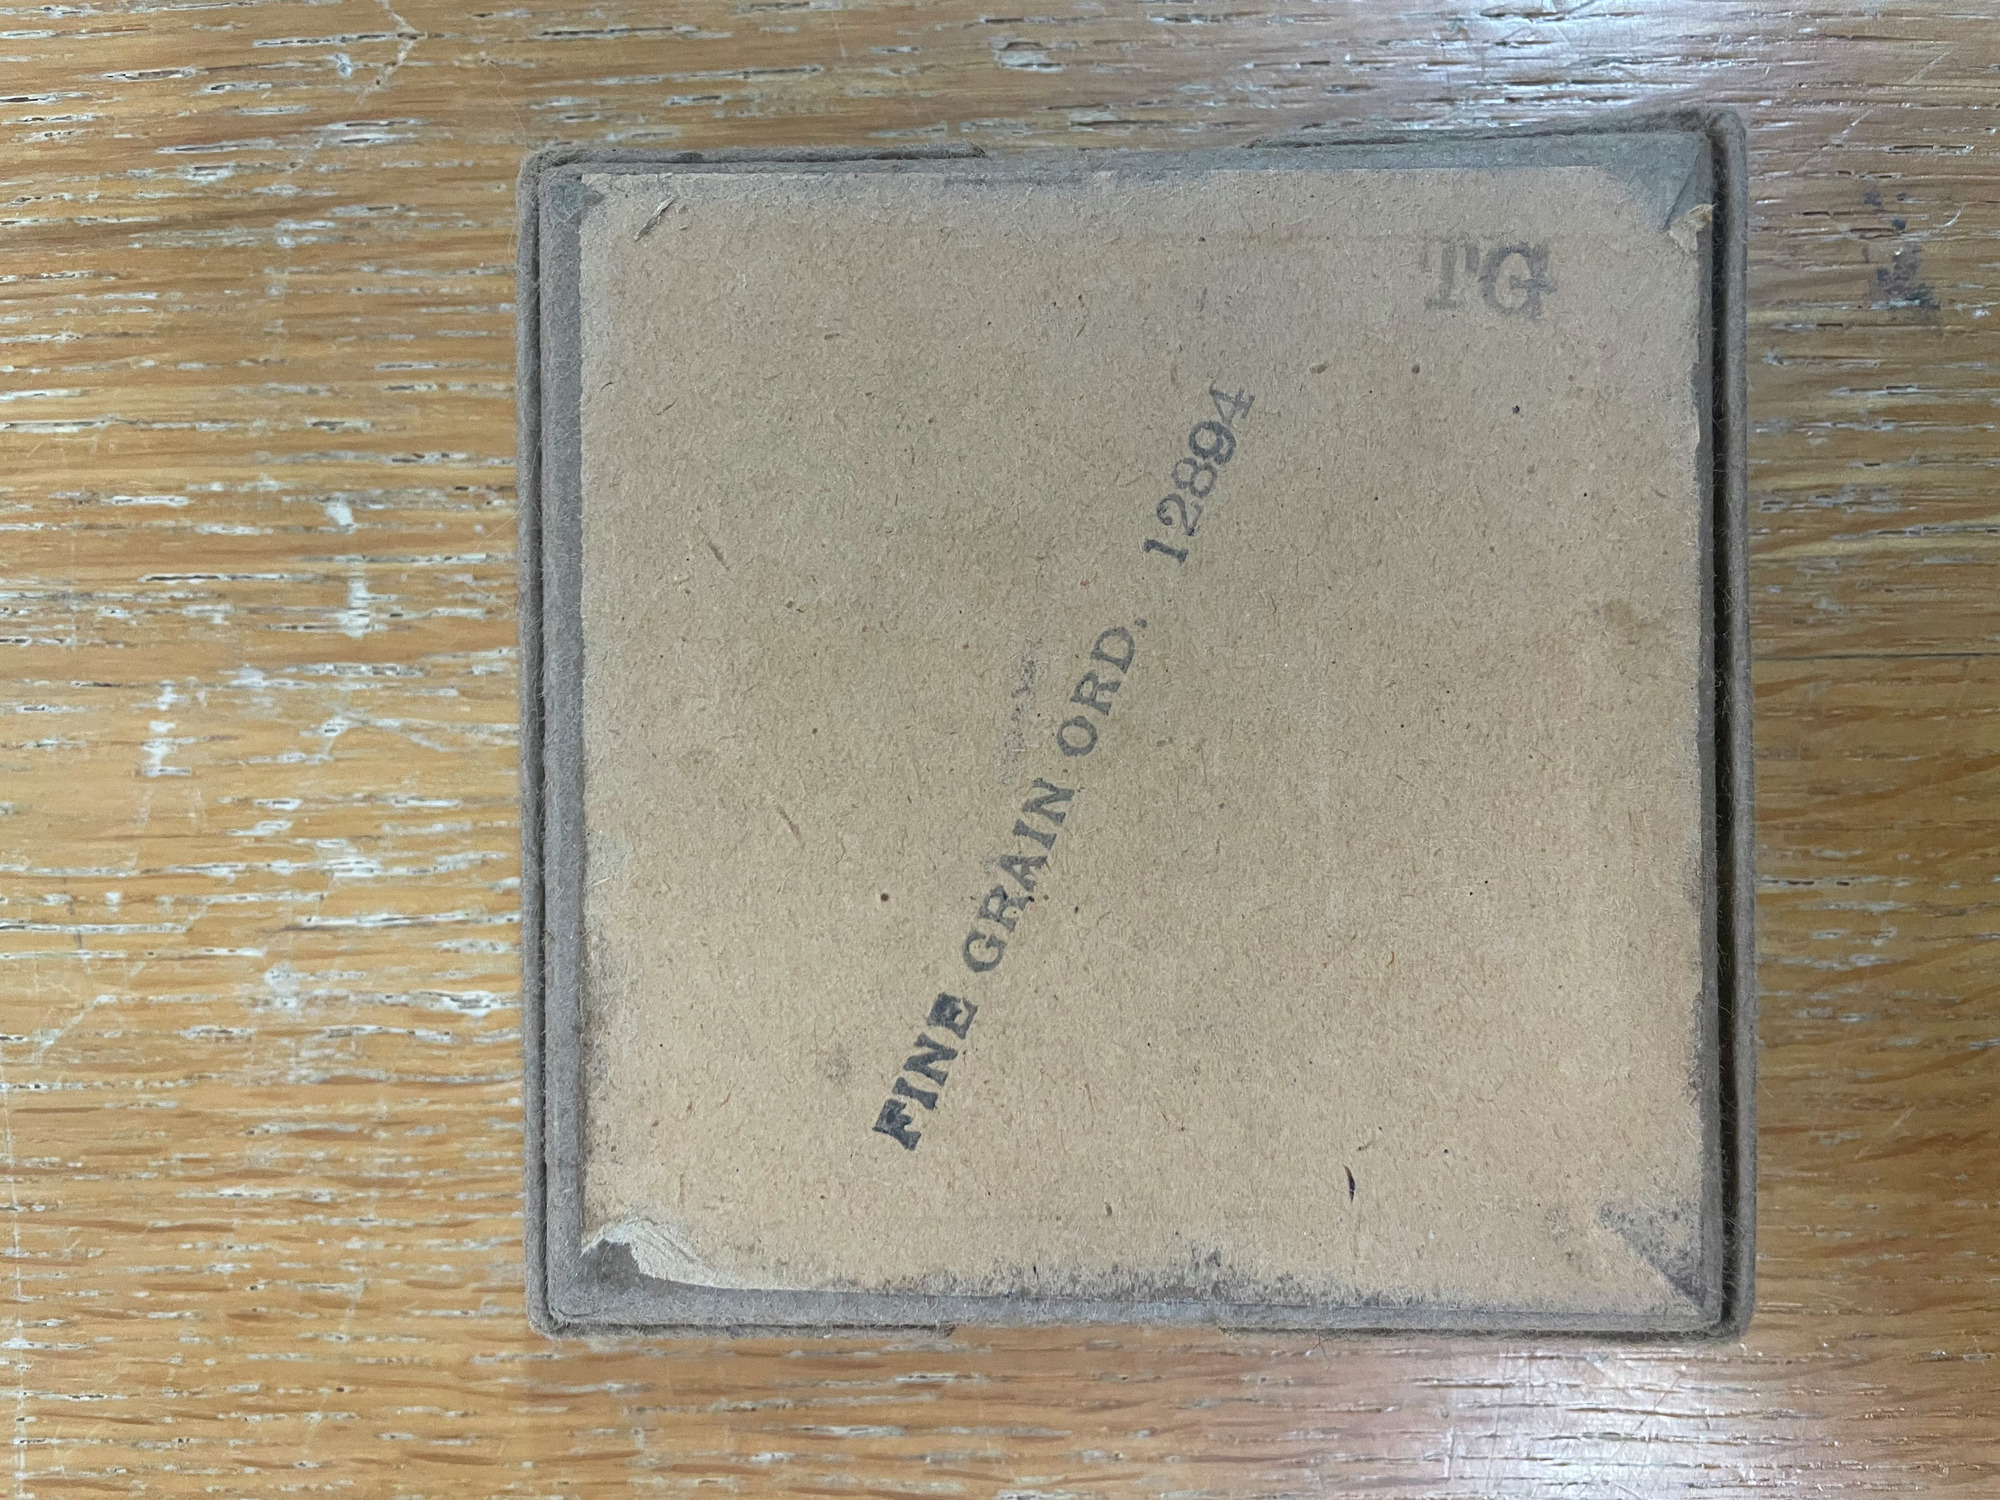 TG
FINE GRAIN ORD. 12894